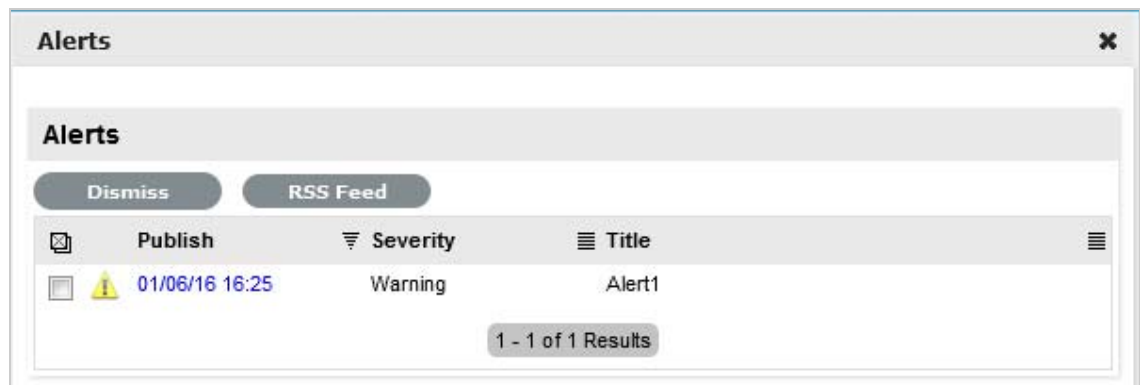 Alerts
Alerts
Dismiss RSS Feed
Publish Severity Title
01/06/16 16:25 Warning Alert1
1 - 1 of 1 Results